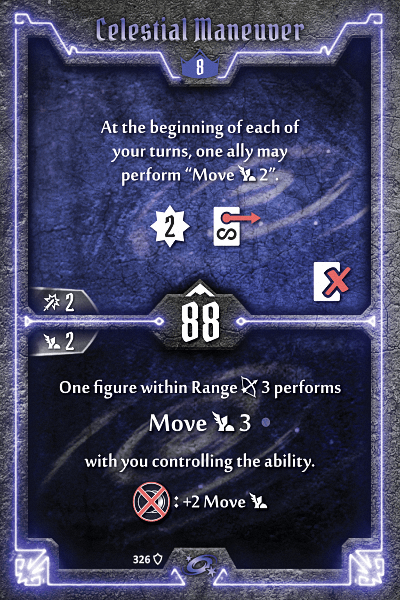 Celestial Maneuver
8
At the beginning of each of
your turns, one ally may
perform “Move 2”.
2
2
88
2
One figure within Range 3 performs
Move 3
with you controlling the ability.
: +2 Move
326